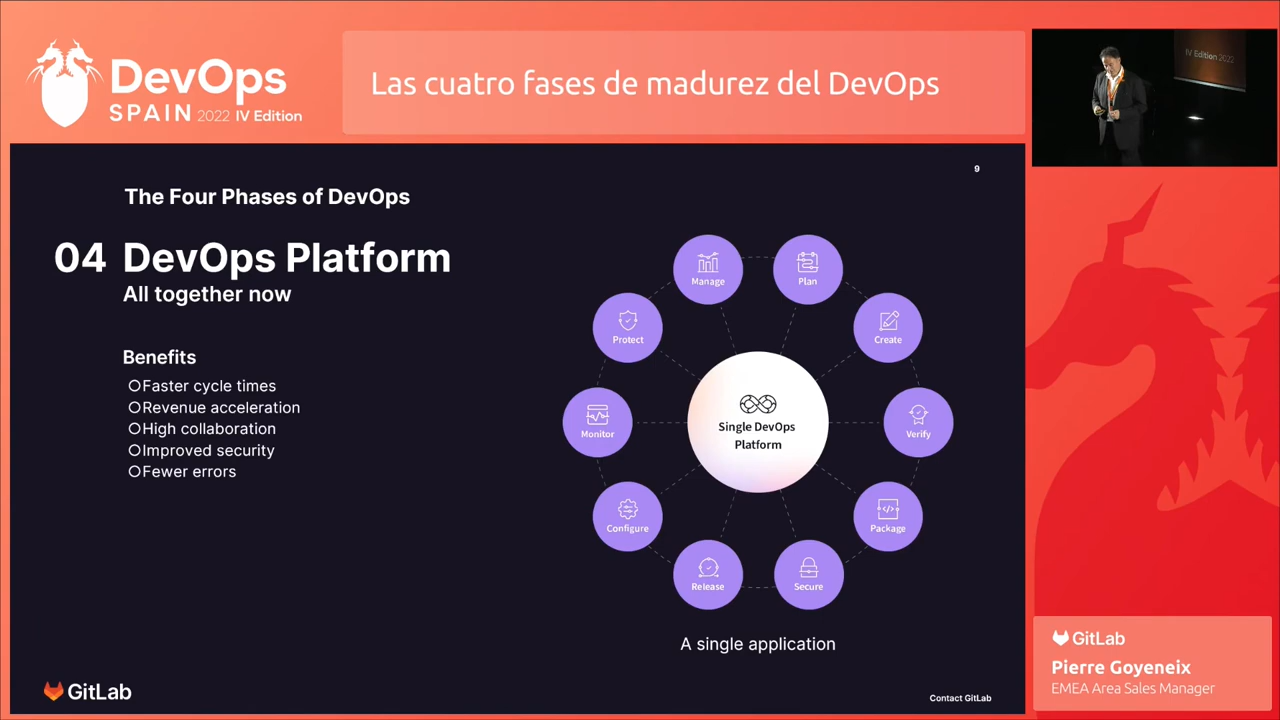 DevOps
SPAIN 2022 IV Edition
Las cuatro fases de madurez del DevOps
IV Edition 2022
9
The Four Phases of DevOps
04 DevOps Platform
All together now
Benefits
Faster cycle times
Revenue acceleration
High collaboration
Improved security
Fewer errors
Manage
Plan
Protect
Create
Single DevOps
Platform
Monitor
Verify
Configure
Package
Release
Secure
A single application
GitLab
Contact GitLab
GitLab
Pierre Goyeneix
EMEA Area Sales Manager